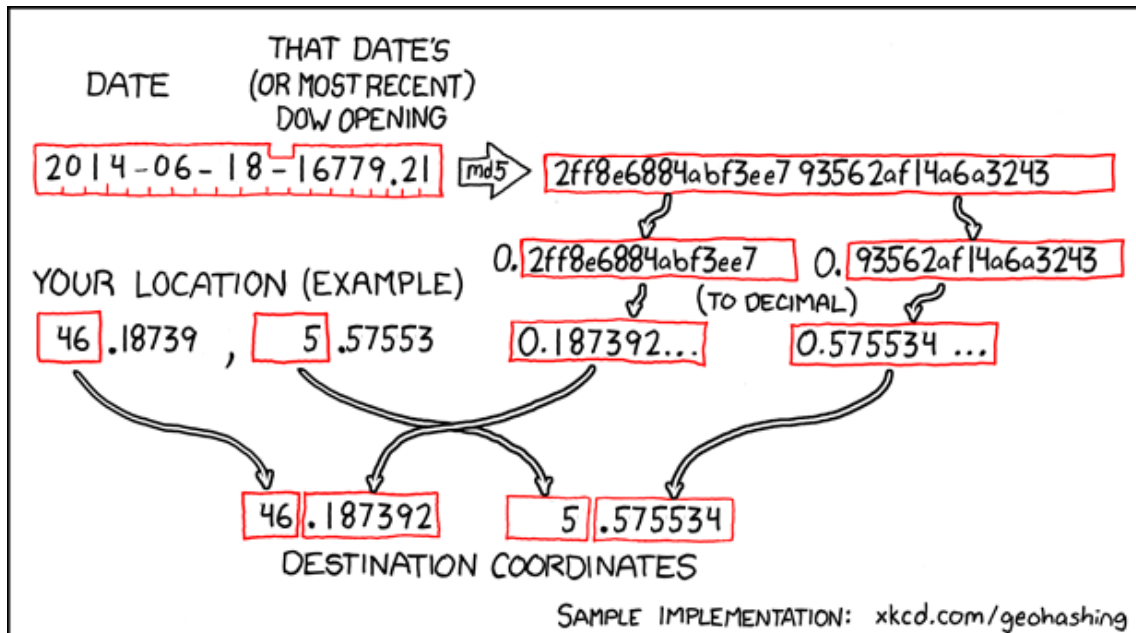 THAT DATE'S
DATE (OR MOST RECENT)
DOW OPENING
2014-06-18-16779.21 md5 2ff8e6884abf3ee793562af14a6a3243
0.2ff8e6884abf3ee7 0.93562af14a6a3243
YOUR LOCATION (EXAMPLE) (TO DECIMAL)
46.18739, 5.57553 0.187392... 0.575534 ...
46.187392 5.575534
DESTINATION COORDINATES
SAMPLE IMPLEMENTATION: xkcd.com/geohashing